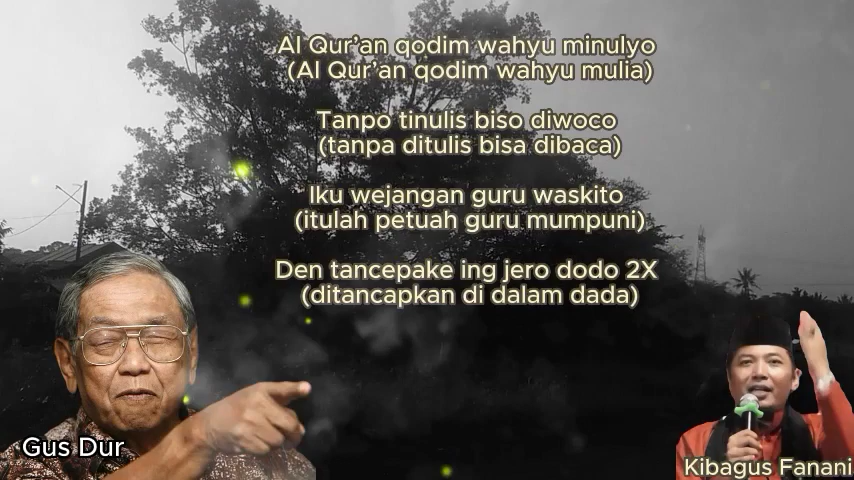 Al Qur’an qodim wahyu minulyo
(Al Qur’an qodim wahyu mulia)
Tanpo tinulis biso diwoco
(tanpa ditulis bisa dibaca)
Iku wejangan guru waskito
(itulah petuah guru mumpuni)
Den tancepake ing jero dodo 2X
(ditancapkan di dalam dada)
Gus Dur
Kibagus Fanani